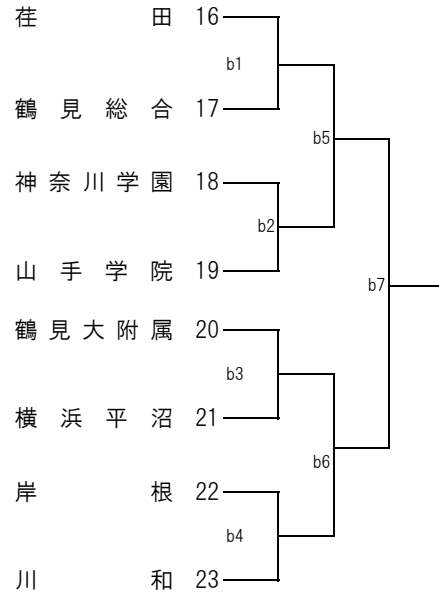 荏田 16
b1
鶴見総合 17
b5
神奈川学園 18
b2
山手学院 19
b7
鶴見大附属 20
b3
横浜平沼 21
b6
岸根 22
b4
川和 23